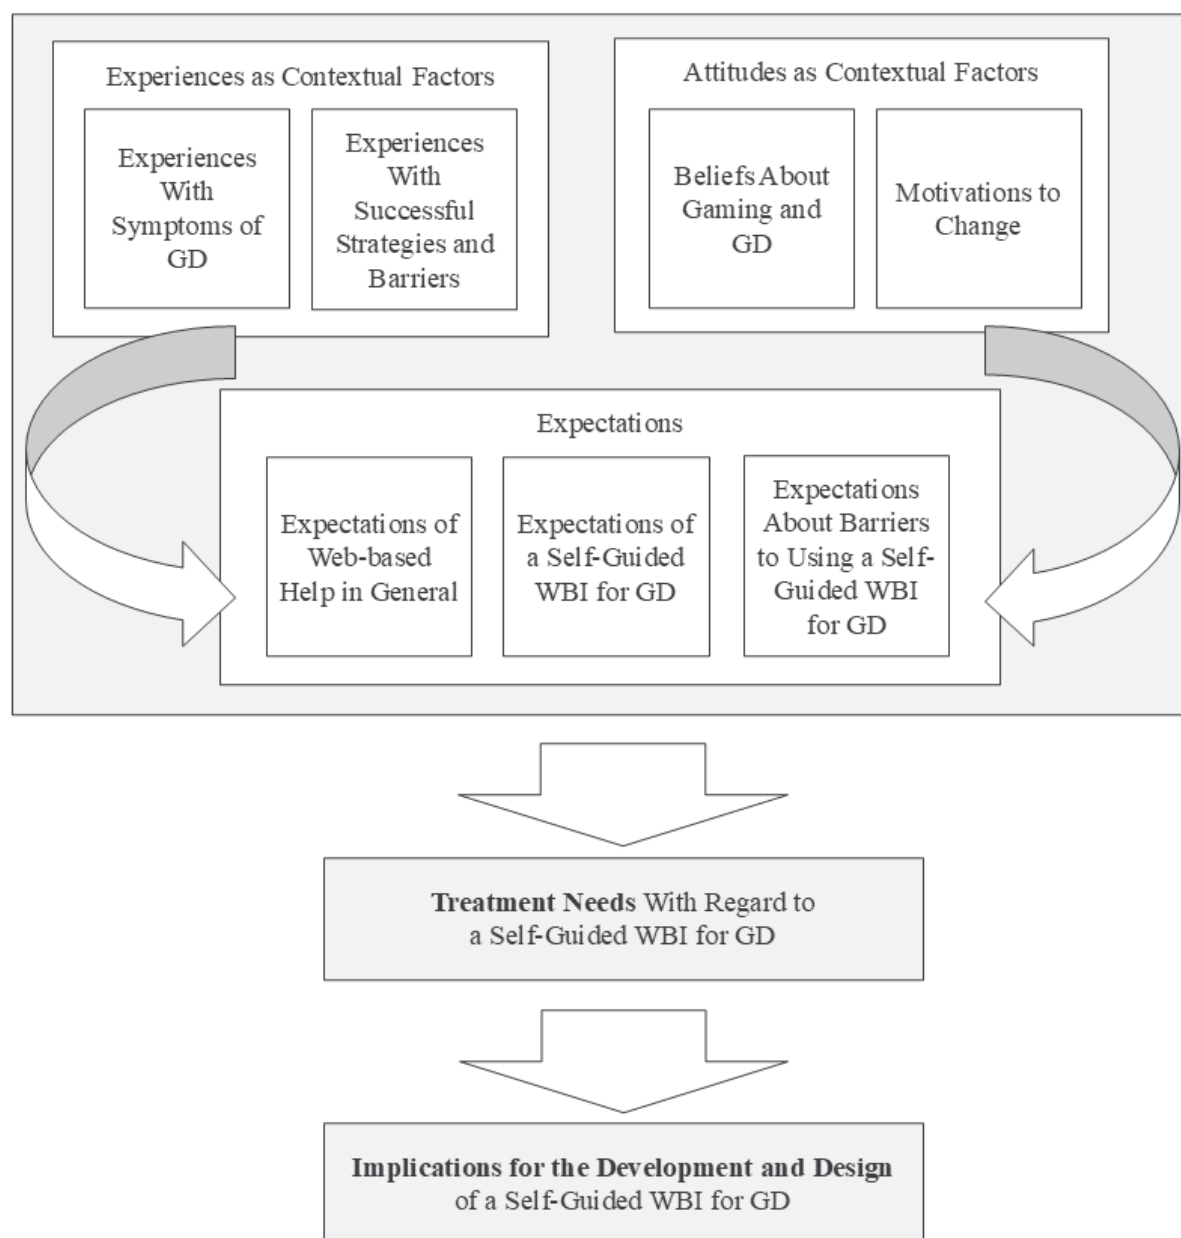 Experiences as Contextual Factors
Experiences
With
Symptoms of
GD
Experiences
With
Successful
Strategies and
Barriers
Attitudes as Contextual Factors
Beliefs About
Gaming and
GD
Motivations to
Change
Expectations
Expectations of
Web-based
Help in General
Expectations of
a Self-Guided
WBI for GD
Expectations
About Barriers
to Using a Self-
Guided WBI
for GD
Treatment Needs With Regard to
a Self-Guided WBI for GD
Implications for the Development and Design
of a Self-Guided WBI for GD